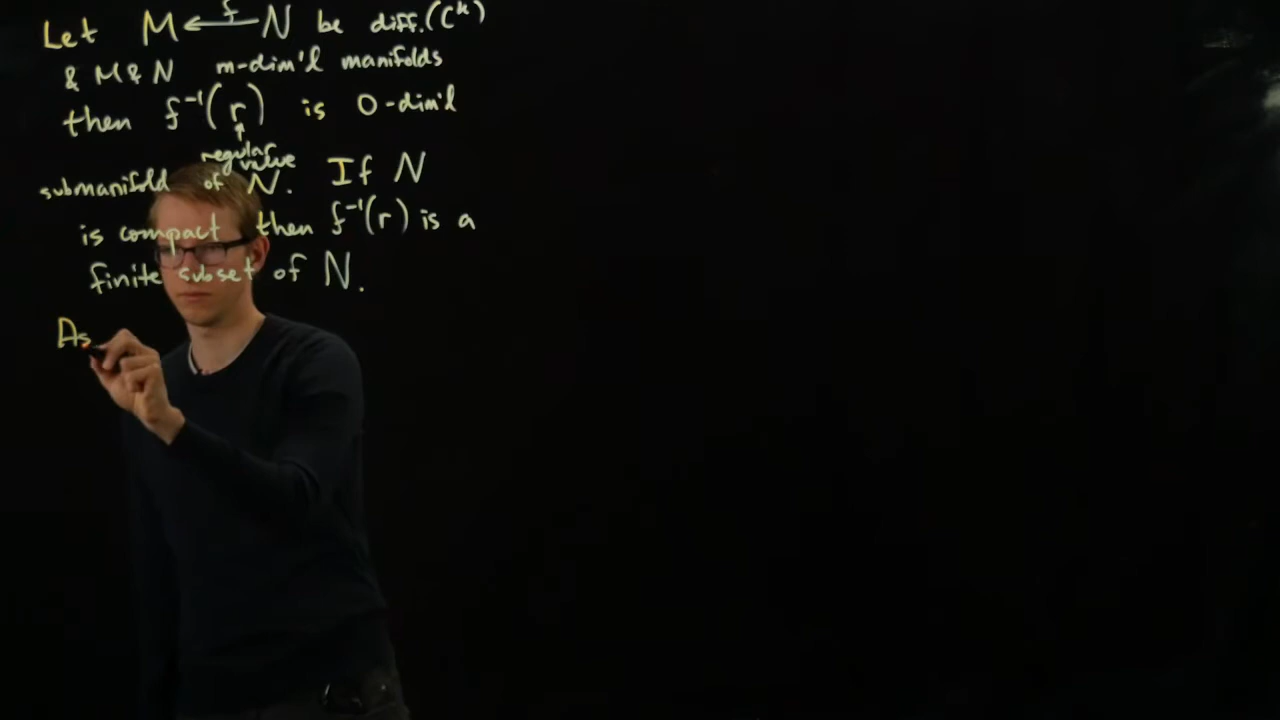 Let M ←f— N be diff. (Cᵏ)
& M & N m-dim'l manifolds
then f⁻¹(r) is 0-dim'l
↑
regular value
submanifold of N. If N
is compact then f⁻¹(r) is a
finite subset of N.
As